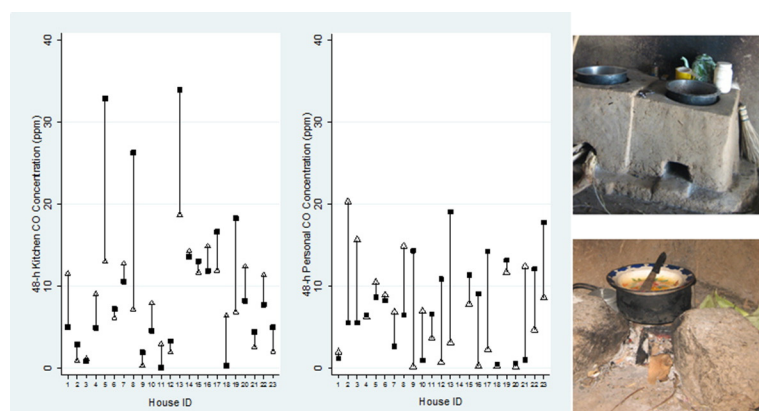 48-h Kitchen CO Concentration (ppm)
40
30
20
10
0
1 2 3 4 5 6 7 8 9 10 11 12 13 14 15 16 17 18 19 20 21 22 23
House ID
48-h Personal CO Concentration (ppm)
40
30
20
10
0
1 2 3 4 5 6 7 8 9 10 11 12 13 14 15 16 17 18 19 20 21 22 23
House ID